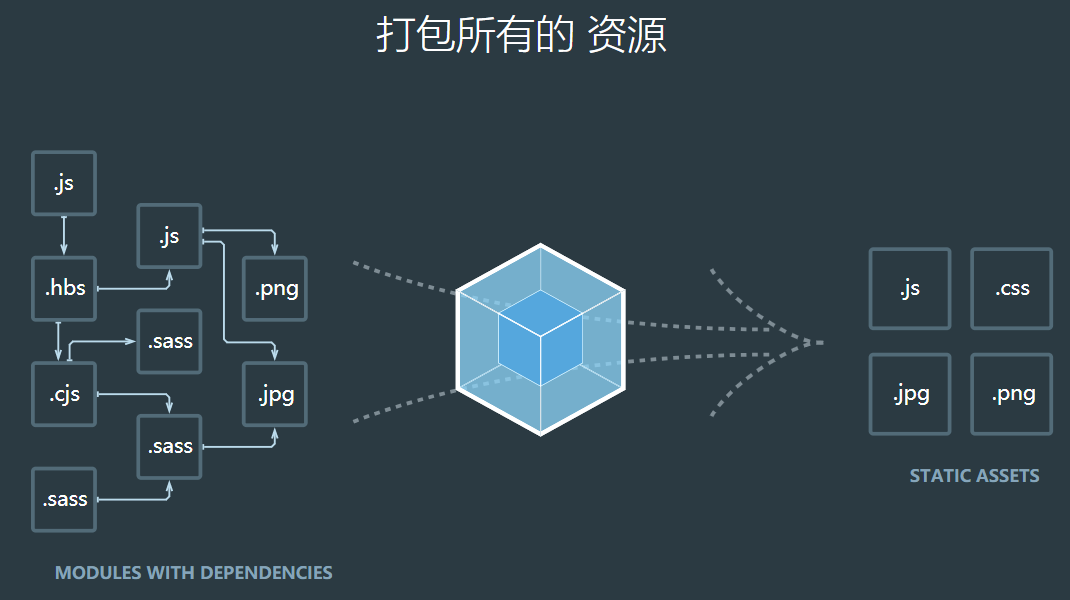 打包所有的 资源
.js
.js
.hbs
.png
.sass
.cjs
.jpg
.sass
.sass
MODULES WITH DEPENDENCIES
.js
.css
.jpg
.png
STATIC ASSETS